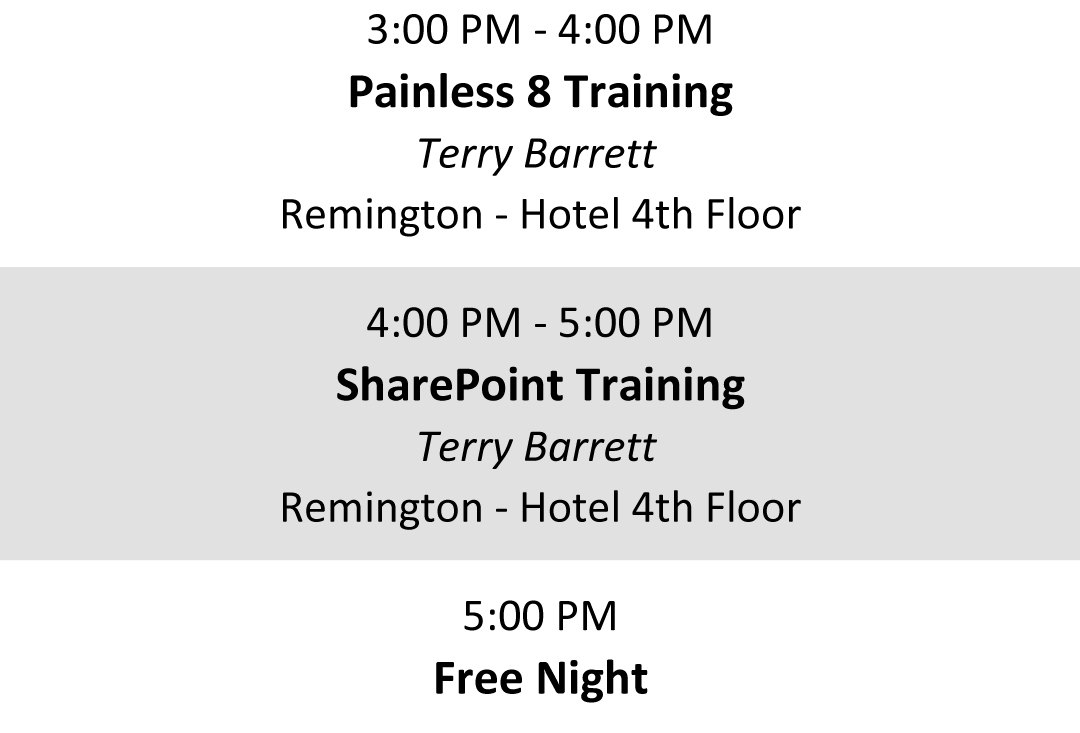 3:00 PM - 4:00 PM
Painless 8 Training
Terry Barrett
Remington - Hotel 4th Floor
4:00 PM - 5:00 PM
SharePoint Training
Terry Barrett
Remington - Hotel 4th Floor
5:00 PM
Free Night